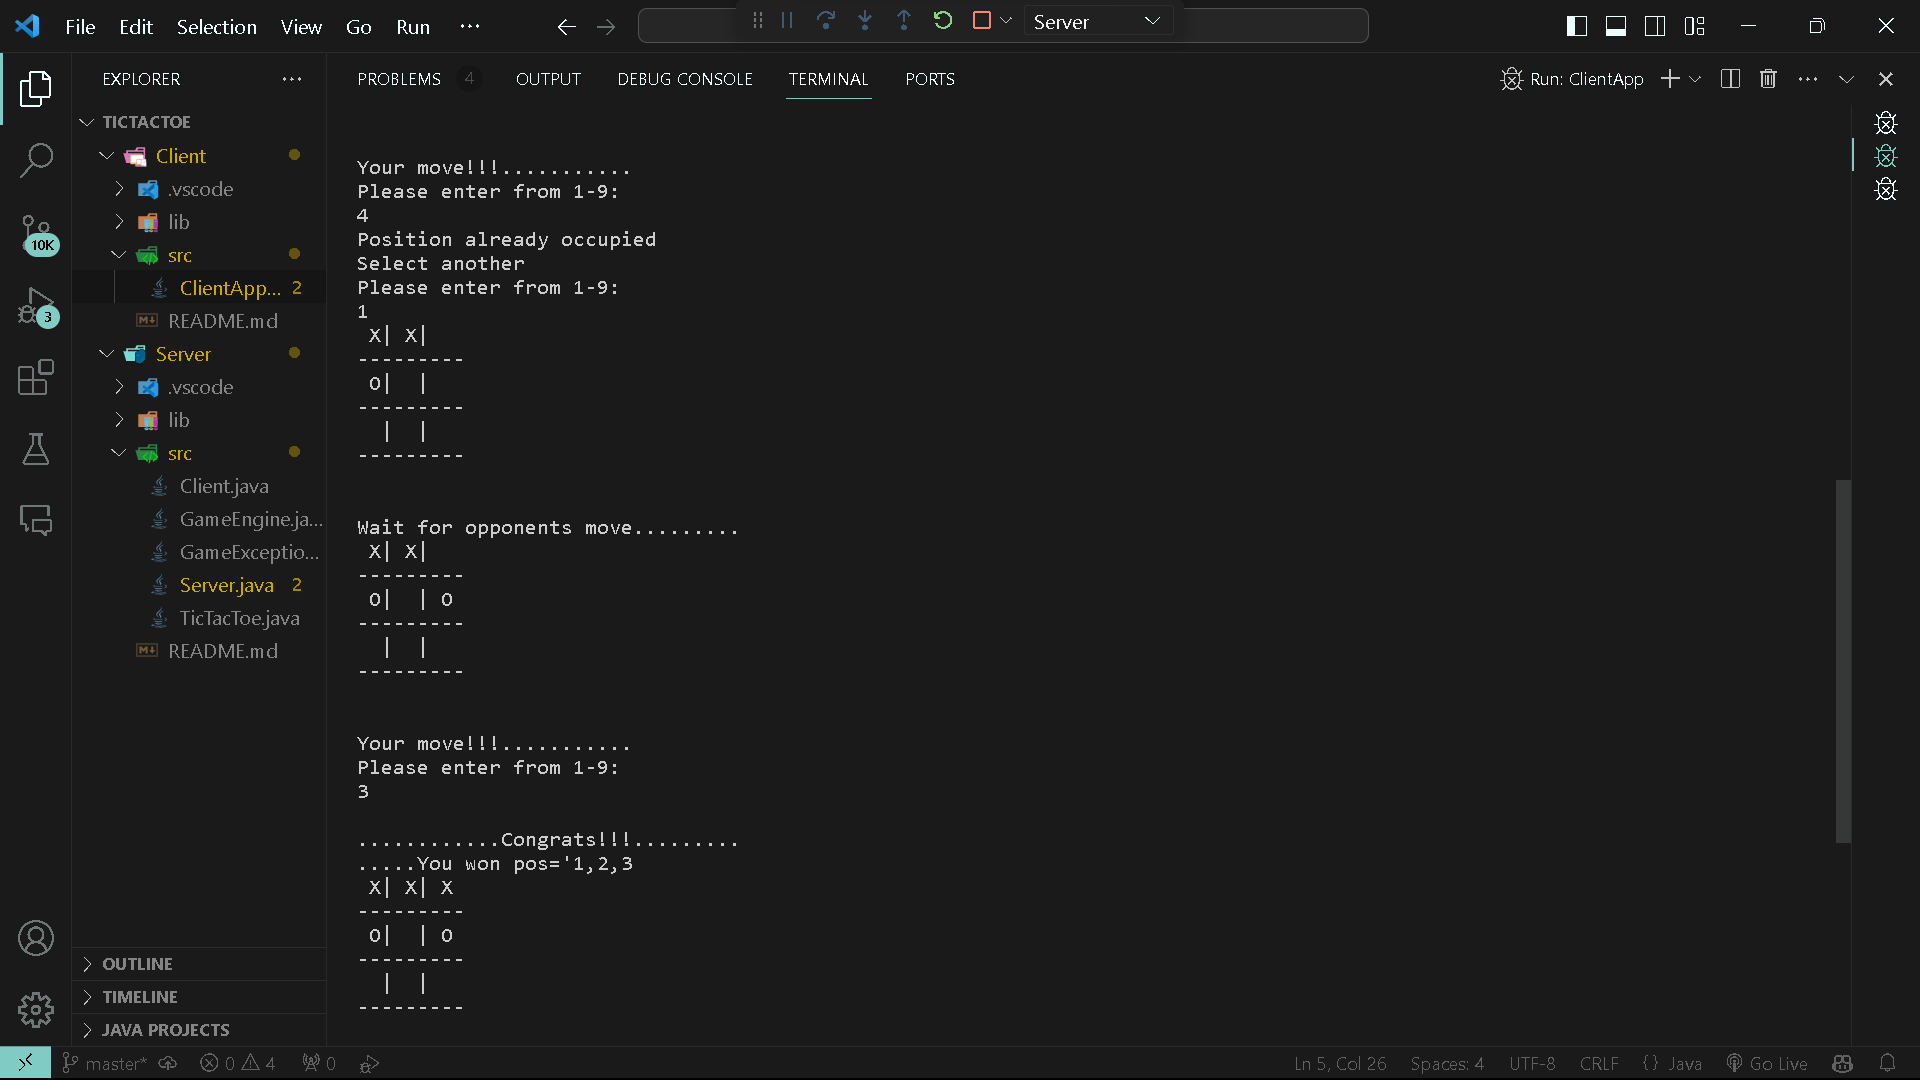 File Edit Selection View Go Run ···
Server
EXPLORER ···
TICTACTOE
Client
.vscode
lib
src
ClientApp... 2
README.md
Server
.vscode
lib
src
Client.java
GameEngine.ja...
GameExceptio...
Server.java 2
TicTacToe.java
README.md
OUTLINE
TIMELINE
JAVA PROJECTS
10K
3
PROBLEMS 4 OUTPUT DEBUG CONSOLE TERMINAL PORTS
Run: ClientApp
Your move!!!...........
Please enter from 1-9:
4
Position already occupied
Select another
Please enter from 1-9:
1
X| X|
---------
O|  |
---------
|  |
---------
Wait for opponents move.........
X| X|
---------
O|  | O
---------
|  |
---------
Your move!!!...........
Please enter from 1-9:
3
............Congrats!!!.........
.....You won pos='1,2,3
X| X| X
---------
O|  | O
---------
|  |
---------
master* 0 4 0
Ln 5, Col 26 Spaces: 4 UTF-8 CRLF {} Java Go Live